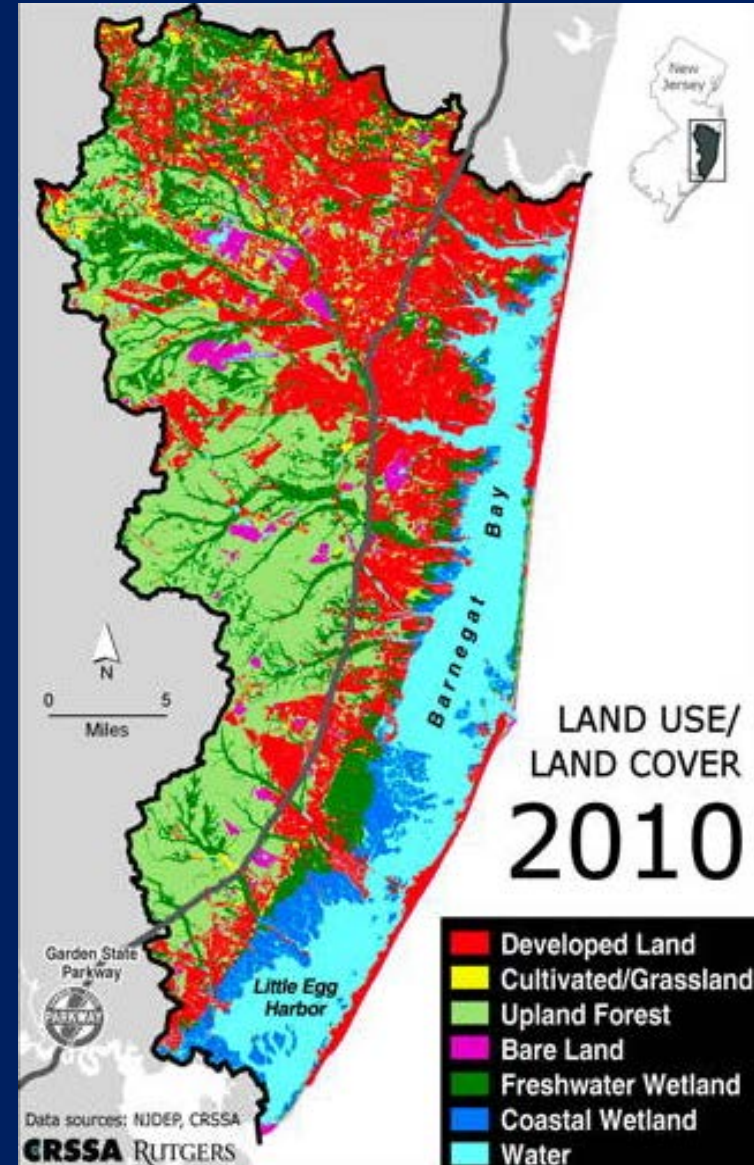 New
Jersey
Barnegat Bay
N
0 5
Miles
LAND USE/
LAND COVER
2010
Garden State
Parkway
PARKWAY
Little Egg
Harbor
Developed Land
Cultivated/Grassland
Upland Forest
Bare Land
Freshwater Wetland
Coastal Wetland
Water
Data sources: NJDEP, CRSSA
CRSSA RUTGERS